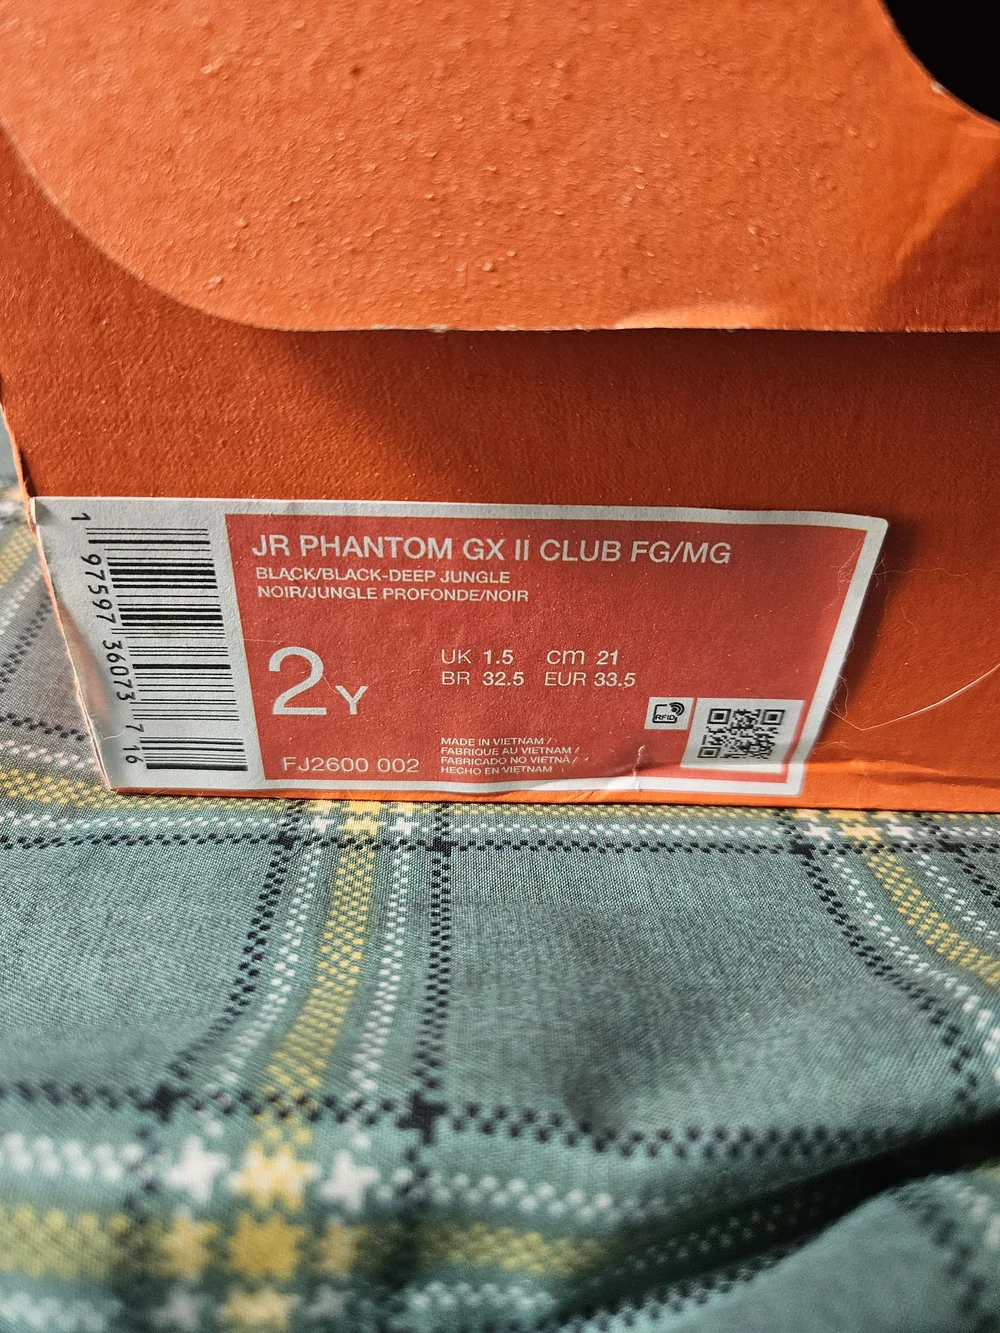 1 97597 36073 7 16
JR PHANTOM GX II CLUB FG/MG
BLACK/BLACK-DEEP JUNGLE
NOIR/JUNGLE PROFONDE/NOIR
2Y
UK 1.5 cm 21
BR 32.5 EUR 33.5
RFID
FJ2600 002
MADE IN VIETNAM /
FABRIQUE AU VIETNAM /
FABRICADO NO VIETNÃ /
HECHO EN VIETNAM